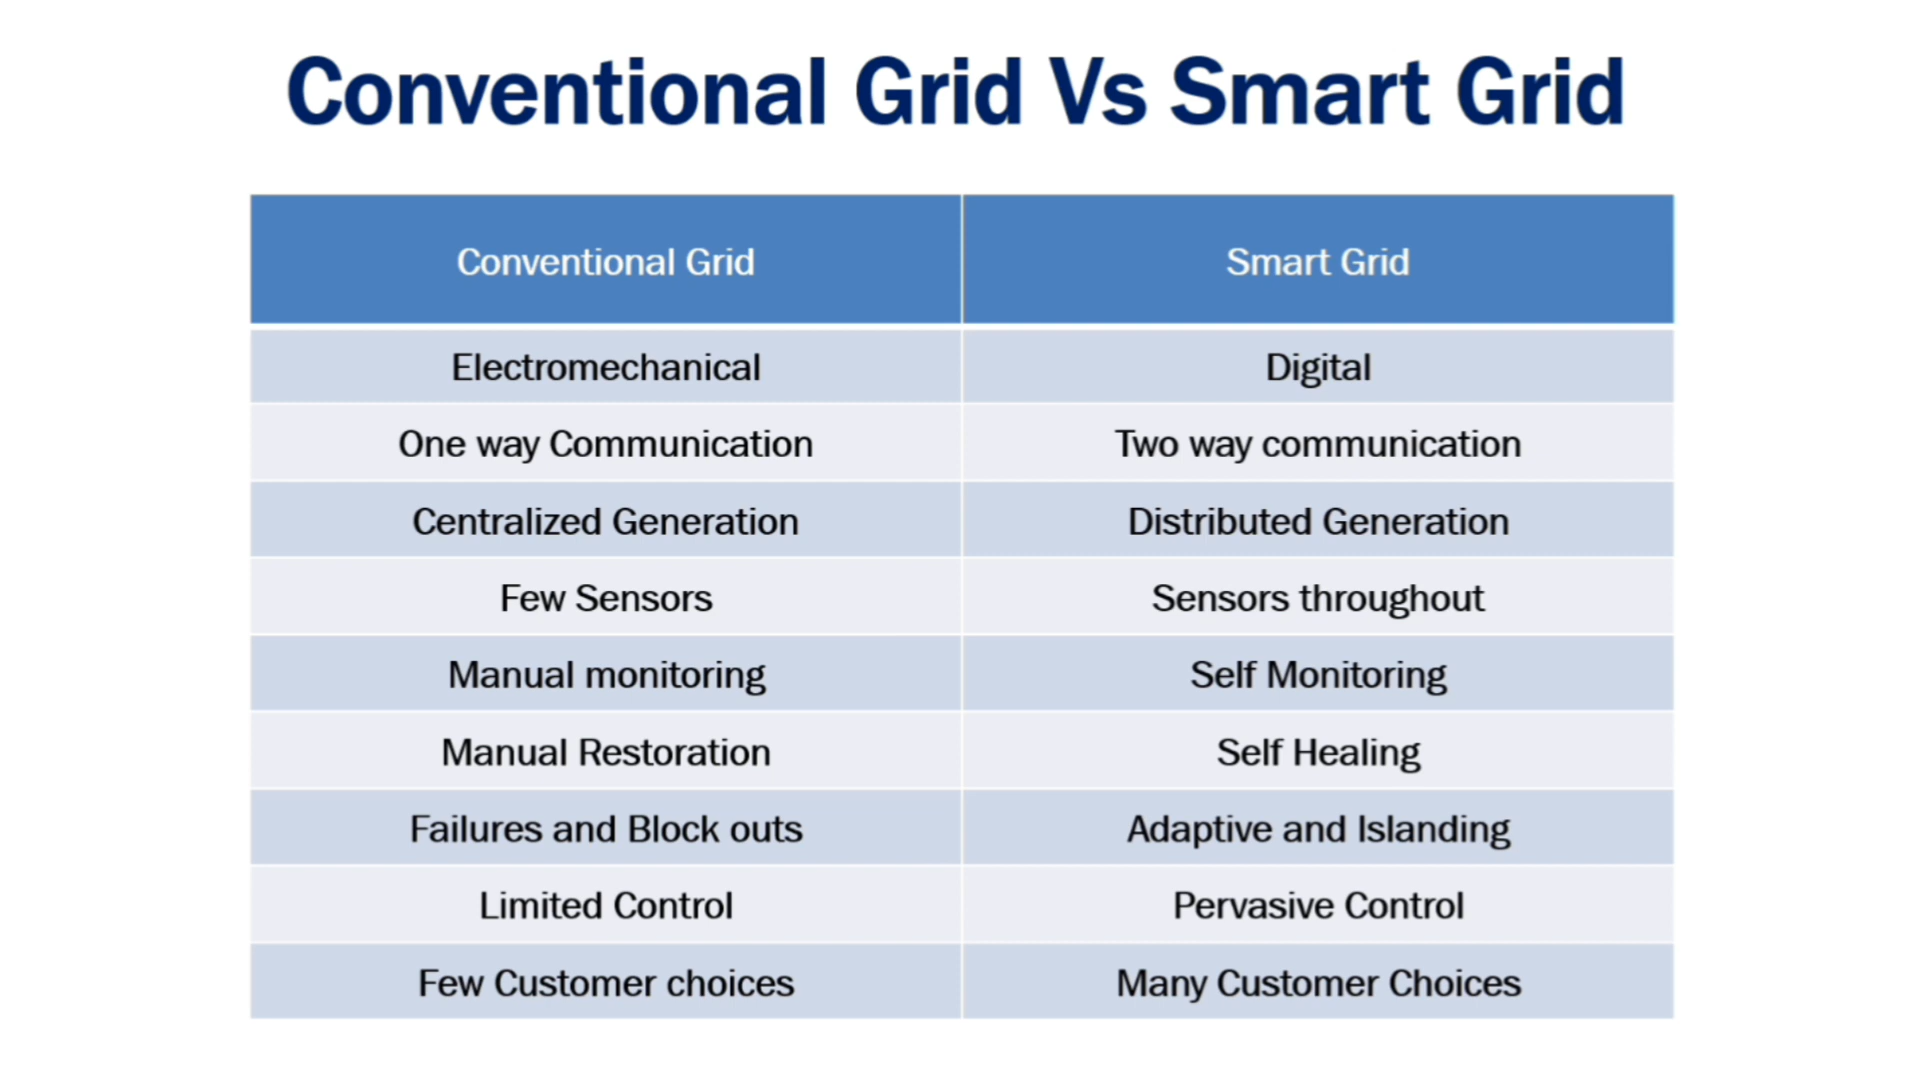 Conventional Grid Vs Smart Grid
Conventional Grid Smart Grid
Electromechanical Digital
One way Communication Two way communication
Centralized Generation Distributed Generation
Few Sensors Sensors throughout
Manual monitoring Self Monitoring
Manual Restoration Self Healing
Failures and Block outs Adaptive and Islanding
Limited Control Pervasive Control
Few Customer choices Many Customer Choices